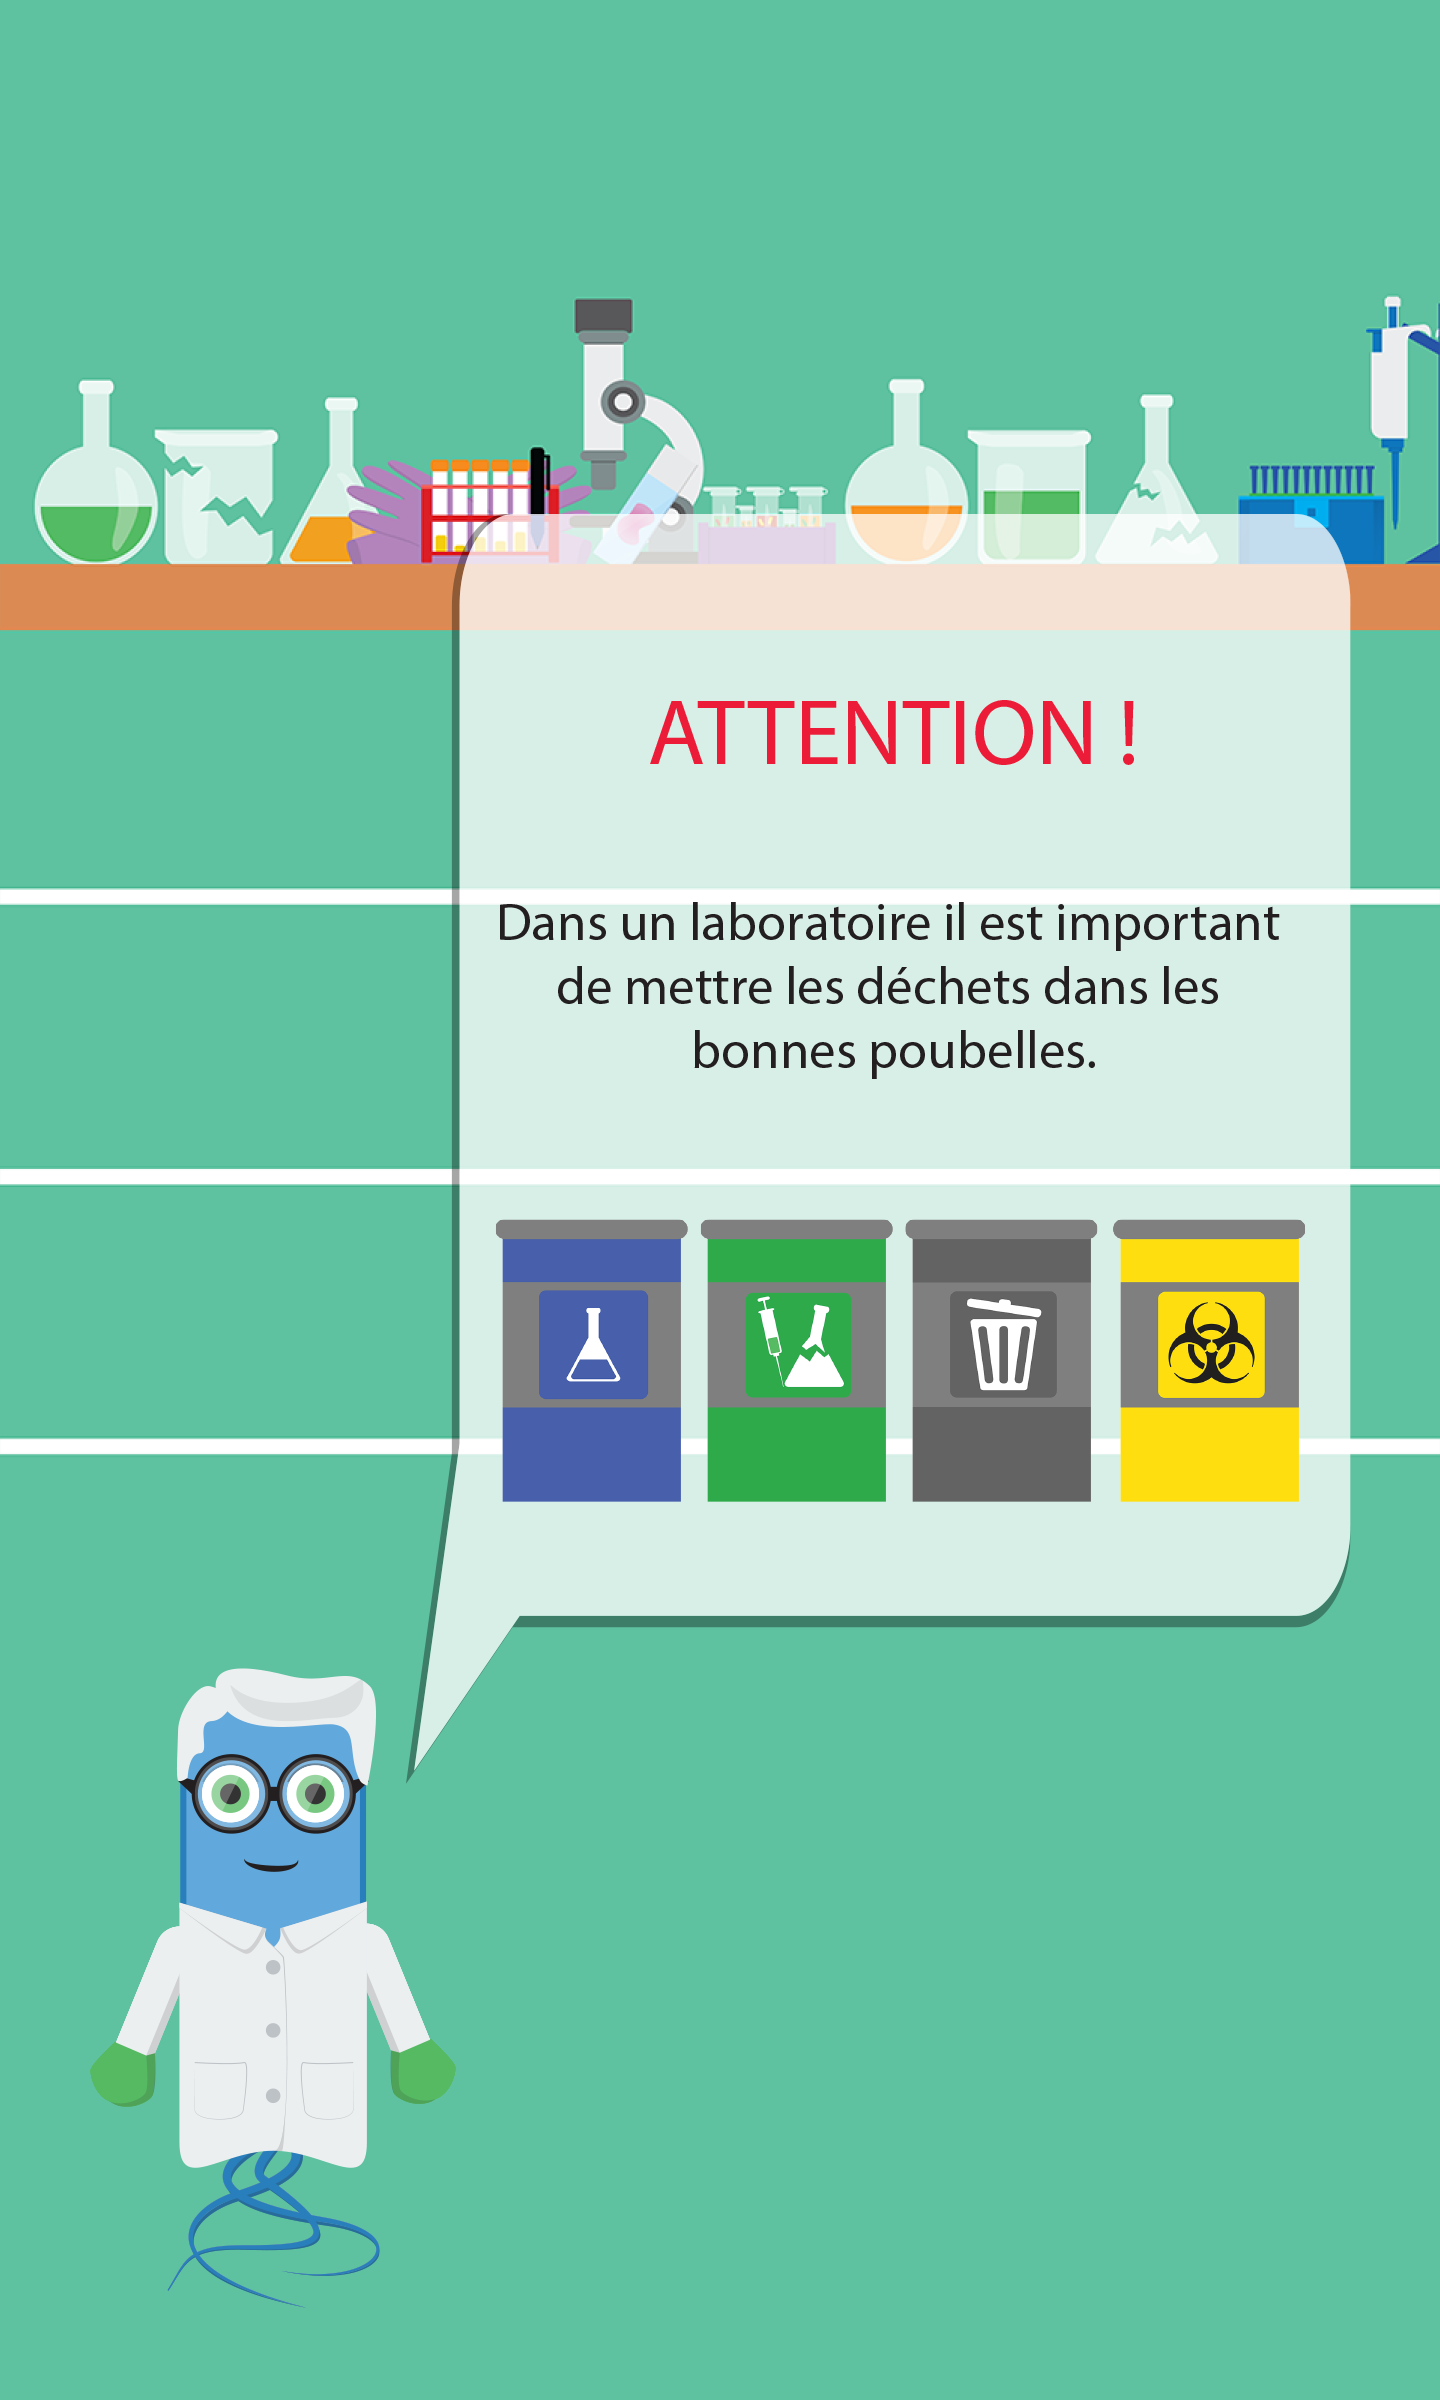 ATTENTION !
Dans un laboratoire il est important
de mettre les déchets dans les
bonnes poubelles.